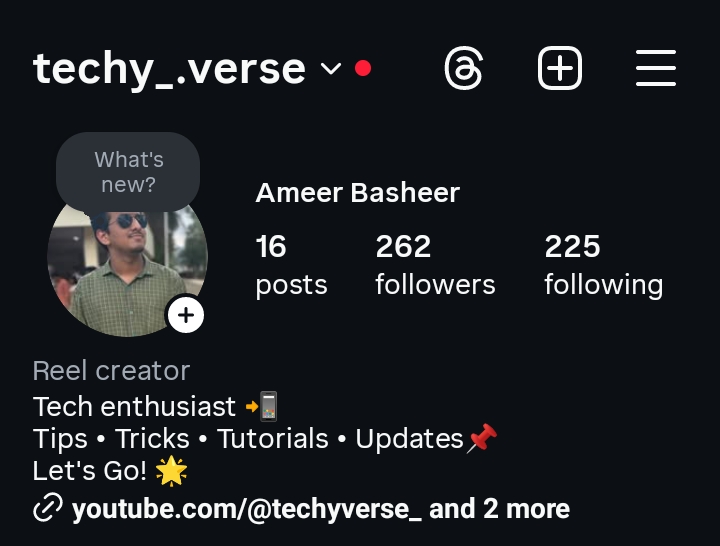 techy_.verse
What's
new?
Ameer Basheer
16 262 225
posts followers following
Reel creator
Tech enthusiast 📲
Tips • Tricks • Tutorials • Updates📌
Let's Go! 🌟
youtube.com/@techyverse_ and 2 more